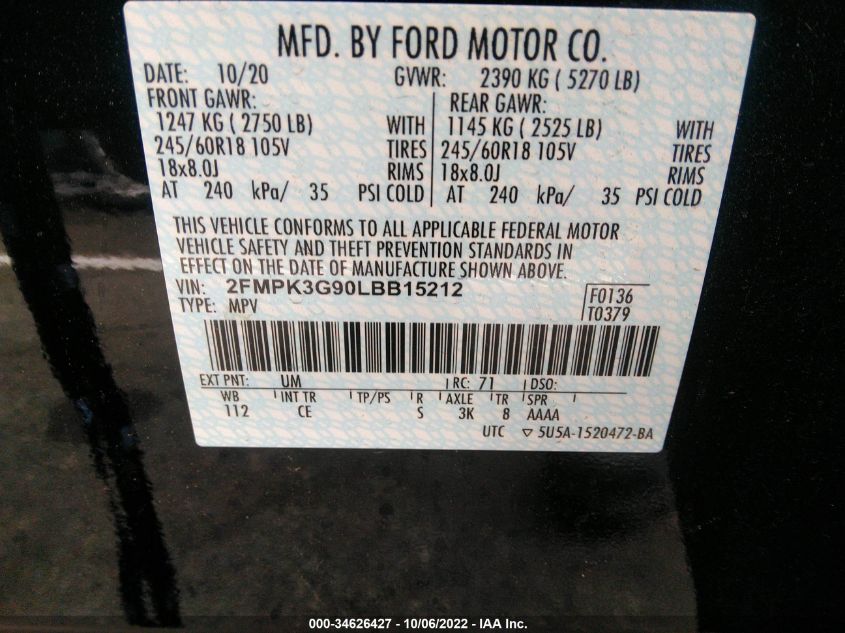 MFD. BY FORD MOTOR CO.
DATE: 10/20 GVWR: 2390 KG ( 5270 LB)
FRONT GAWR: REAR GAWR:
1247 KG ( 2750 LB) WITH 1145 KG ( 2525 LB) WITH
245/60R18 105V TIRES 245/60R18 105V TIRES
18x8.0J RIMS 18x8.0J RIMS
AT 240 kPa/ 35 PSI COLD AT 240 kPa/ 35 PSI COLD
THIS VEHICLE CONFORMS TO ALL APPLICABLE FEDERAL MOTOR
VEHICLE SAFETY AND THEFT PREVENTION STANDARDS IN
EFFECT ON THE DATE OF MANUFACTURE SHOWN ABOVE.
VIN: 2FMPK3G90LBB15212 F0136
TYPE: MPV T0379
EXT PNT: UM RC: 71 DSO:
WB INT TR TP/PS R AXLE TR SPR
112 CE S 3K 8 AAAA
UTC ▽ 5U5A-1520472-BA
000-34626427 - 10/06/2022 - IAA Inc.